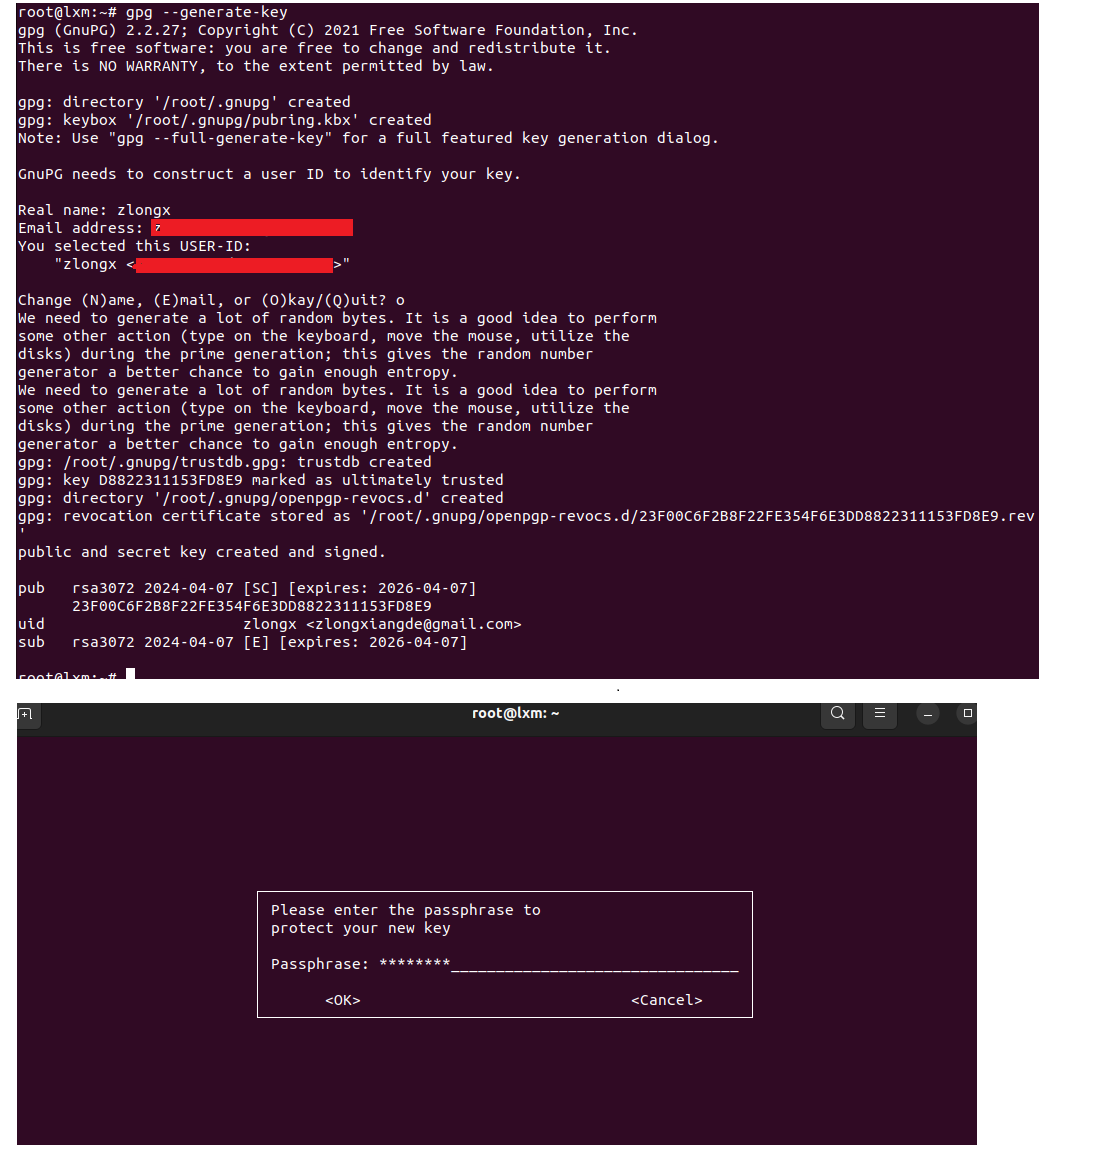 root@lxm:~# gpg --generate-key
gpg (GnuPG) 2.2.27; Copyright (C) 2021 Free Software Foundation, Inc.
This is free software: you are free to change and redistribute it.
There is NO WARRANTY, to the extent permitted by law.
gpg: directory '/root/.gnupg' created
gpg: keybox '/root/.gnupg/pubring.kbx' created
Note: Use "gpg --full-generate-key" for a full featured key generation dialog.
GnuPG needs to construct a user ID to identify your key.
Real name: zlongx
Email address: z
You selected this USER-ID:
"zlongx <>"
Change (N)ame, (E)mail, or (O)kay/(Q)uit? o
We need to generate a lot of random bytes. It is a good idea to perform
some other action (type on the keyboard, move the mouse, utilize the
disks) during the prime generation; this gives the random number
generator a better chance to gain enough entropy.
We need to generate a lot of random bytes. It is a good idea to perform
some other action (type on the keyboard, move the mouse, utilize the
disks) during the prime generation; this gives the random number
generator a better chance to gain enough entropy.
gpg: /root/.gnupg/trustdb.gpg: trustdb created
gpg: key D8822311153FD8E9 marked as ultimately trusted
gpg: directory '/root/.gnupg/openpgp-revocs.d' created
gpg: revocation certificate stored as '/root/.gnupg/openpgp-revocs.d/23F00C6F2B8F22FE354F6E3DD8822311153FD8E9.rev
'
public and secret key created and signed.
pub   rsa3072 2024-04-07 [SC] [expires: 2026-04-07]
23F00C6F2B8F22FE354F6E3DD8822311153FD8E9
uid                      zlongx <zlongxiangde@gmail.com>
sub   rsa3072 2024-04-07 [E] [expires: 2026-04-07]
root@lxm:~#
root@lxm: ~
Please enter the passphrase to
protect your new key
Passphrase: ********________________________________
<OK> <Cancel>